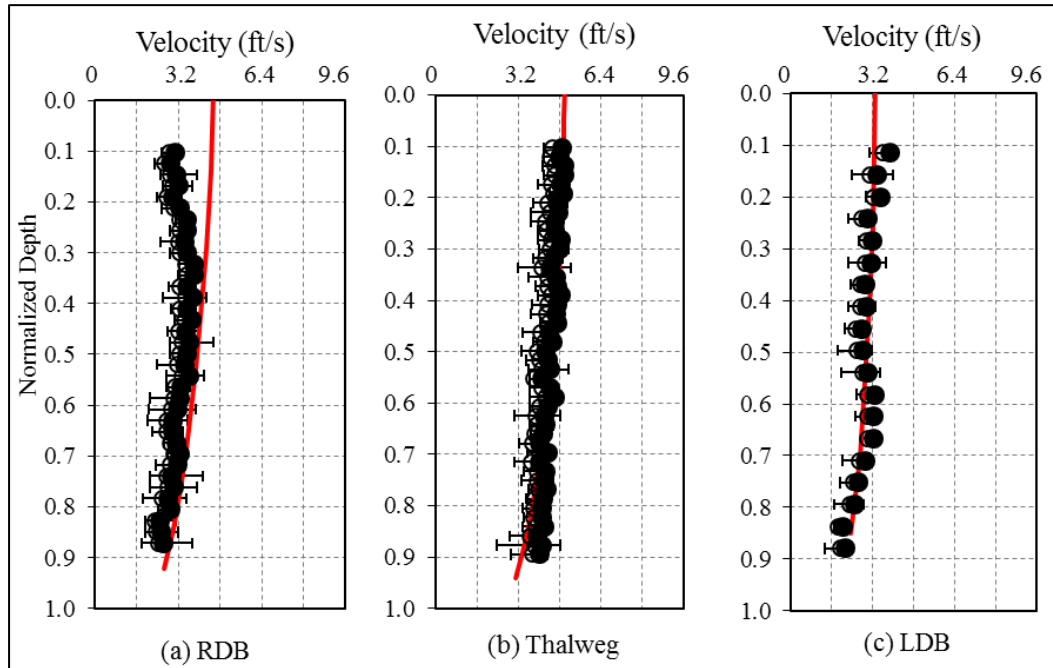 Velocity (ft/s) Velocity (ft/s) Velocity (ft/s)
0 3.2 6.4 9.6 0 3.2 6.4 9.6 0 3.2 6.4 9.6
0.0 0.0 0.0
0.1 0.1 0.1
0.2 0.2 0.2
0.3 0.3 0.3
0.4 0.4 0.4
Normalized Depth
0.5 0.5 0.5
0.6 0.6 0.6
0.7 0.7 0.7
0.8 0.8 0.8
0.9 0.9 0.9
1.0 1.0 1.0
(a) RDB (b) Thalweg (c) LDB